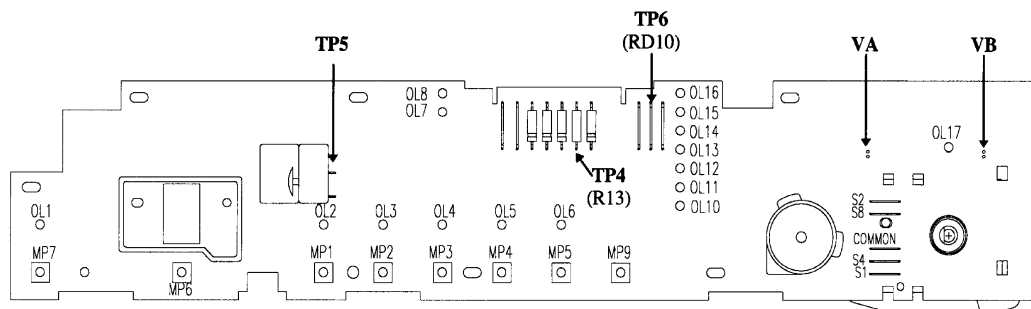 TP5
TP6
(RD10)
VA
VB
OL8
OL7
OL16
OL15
OL14
OL13
OL12
OL11
OL10
OL17
TP4
(R13)
OL1
OL2
OL3
OL4
OL5
OL6
S2
S8
COMMON
S4
S1
MP7
MP6
MP1
MP2
MP3
MP4
MP5
MP9